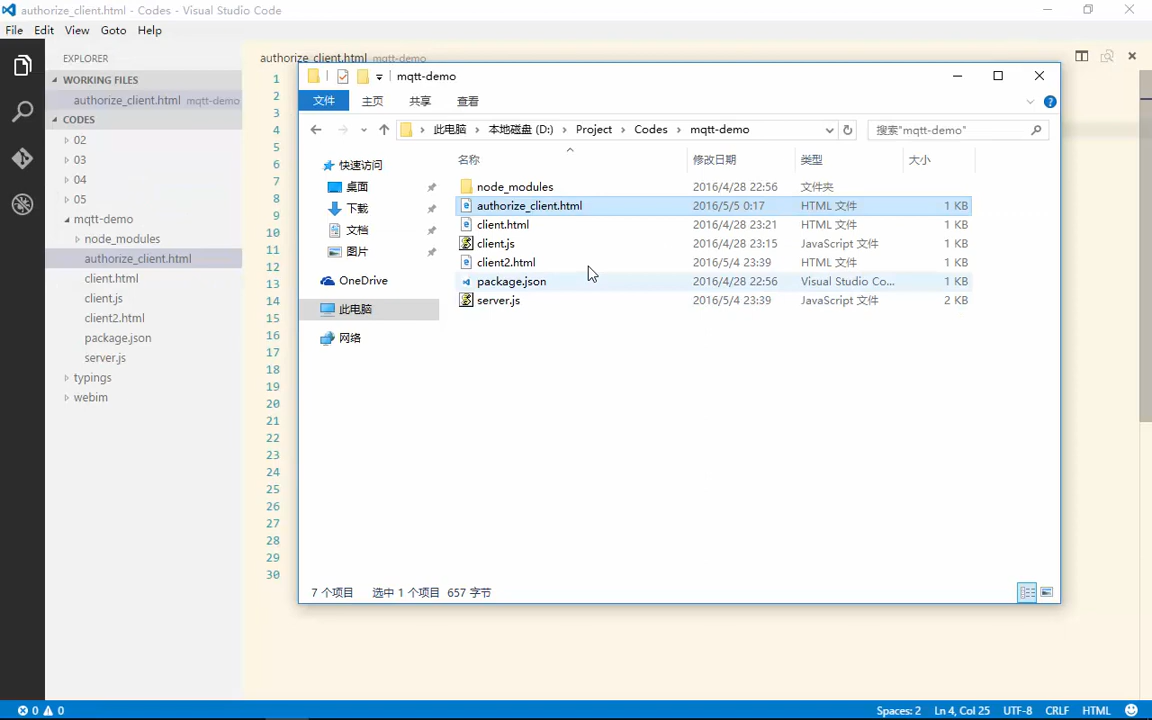 authorize_client.html - Codes - Visual Studio Code
File Edit View Goto Help
EXPLORER
WORKING FILES
authorize_client.html mqtt-demo
CODES
02
03
04
05
mqtt-demo
node_modules
authorize_client.html
client.html
client.js
client2.html
package.json
server.js
typings
webim
authorize_client.html mqtt-demo
1
2
3
4
5
6
7
8
9
10
11
12
13
14
15
16
17
18
19
20
21
22
23
24
25
26
27
28
29
30
mqtt-demo
文件 主页 共享 查看
此电脑 本地磁盘 (D:) Project Codes mqtt-demo
搜索"mqtt-demo"
快速访问
桌面
下载
文档
图片
OneDrive
此电脑
网络
名称 修改日期 类型 大小
node_modules 2016/4/28 22:56 文件夹
authorize_client.html 2016/5/5 0:17 HTML 文件 1 KB
client.html 2016/4/28 23:21 HTML 文件 1 KB
client.js 2016/4/28 23:15 JavaScript 文件 1 KB
client2.html 2016/5/4 23:39 HTML 文件 1 KB
package.json 2016/4/28 22:56 Visual Studio Co... 1 KB
server.js 2016/5/4 23:39 JavaScript 文件 2 KB
7 个项目 选中 1 个项目 657 字节
0 0 Spaces: 2 Ln 4, Col 25 UTF-8 CRLF HTML